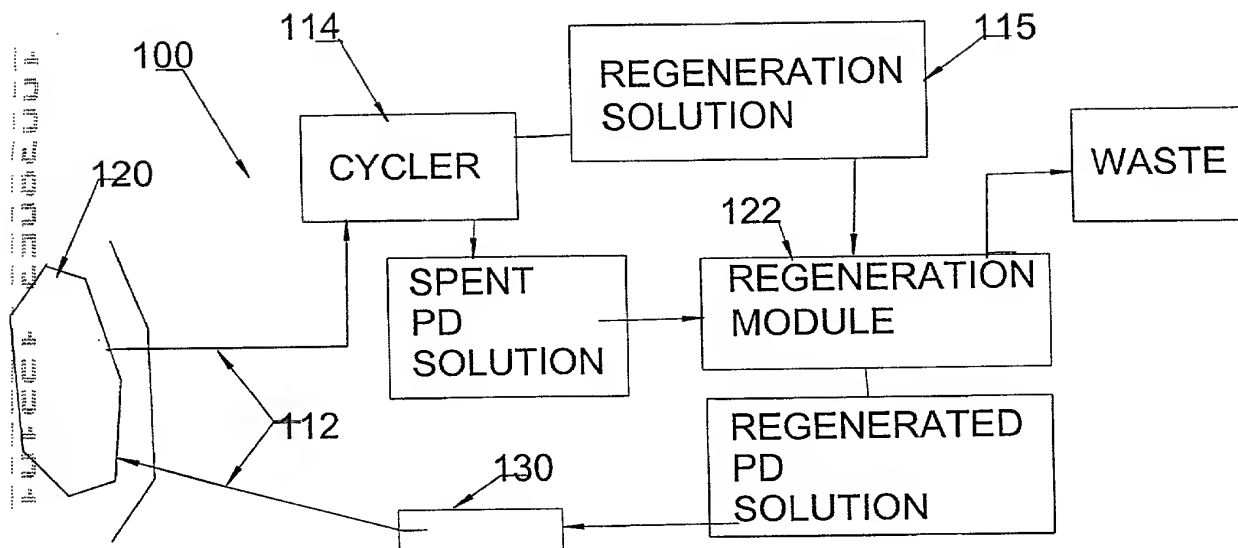 114
115
100
REGENERATION
SOLUTION
CYCLER
WASTE
120
122
SPENT
PD
SOLUTION
REGENERATION
MODULE
112
130
REGENERATED
PD
SOLUTION